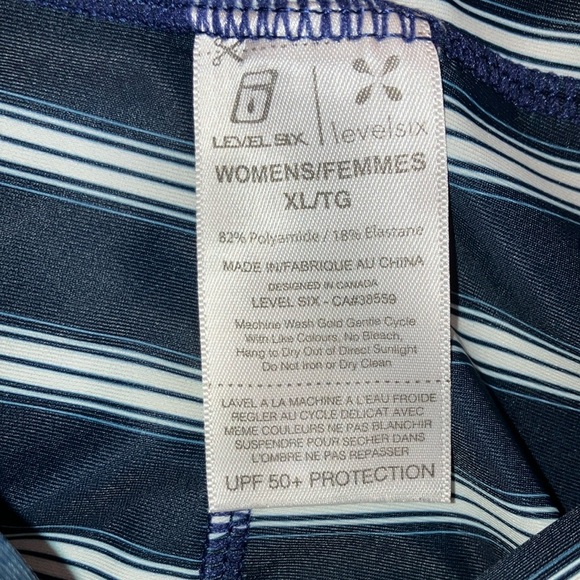 LEVEL SIX | levelsix
WOMENS/FEMMES
XL/TG
82% Polyamide / 18% Elastane
MADE IN/FABRIQUE AU CHINA
DESIGNED IN CANADA
LEVEL SIX - CA#38559
Machine Wash Gold Gentle Cycle
With Like Colours, No Bleach,
Hang to Dry Out of Direct Sunlight
Do Not Iron or Dry Clean
LAVEL A LA MACHINE A L'EAU FROIDE
REGLER AU CYCLE DELICAT AVEC
MEME COULEURS NE PAS BLANCHIR
SUSPENDRE POUR SECHER DANS
L'OMBRE NE PAS REPASSER
UPF 50+ PROTECTION